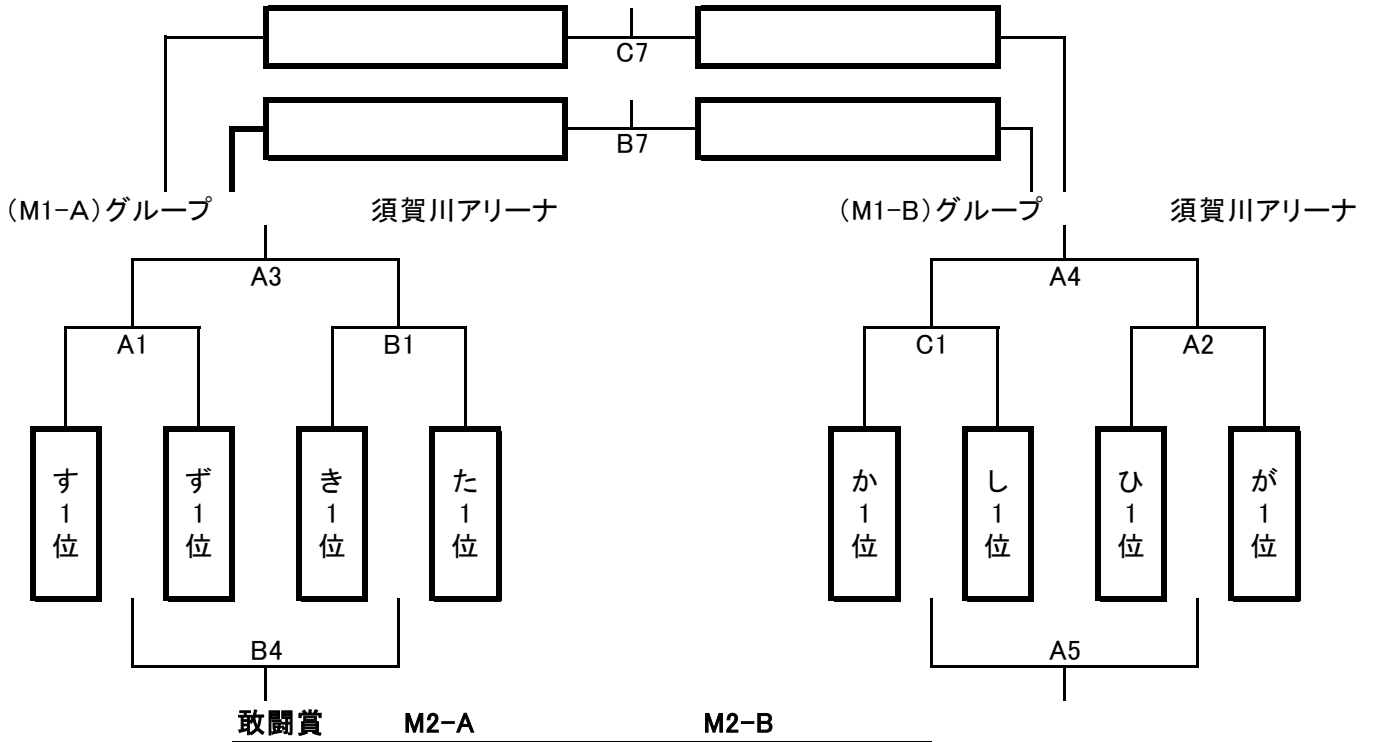 C7
B7
(M1-A)グループ 須賀川アリーナ (M1-B)グループ 須賀川アリーナ
A3 A4
A1 B1 C1 A2
す1位 ず1位 き1位 た1位 か1位 し1位 ひ1位 が1位
B4 A5
敢闘賞 M2-A M2-B